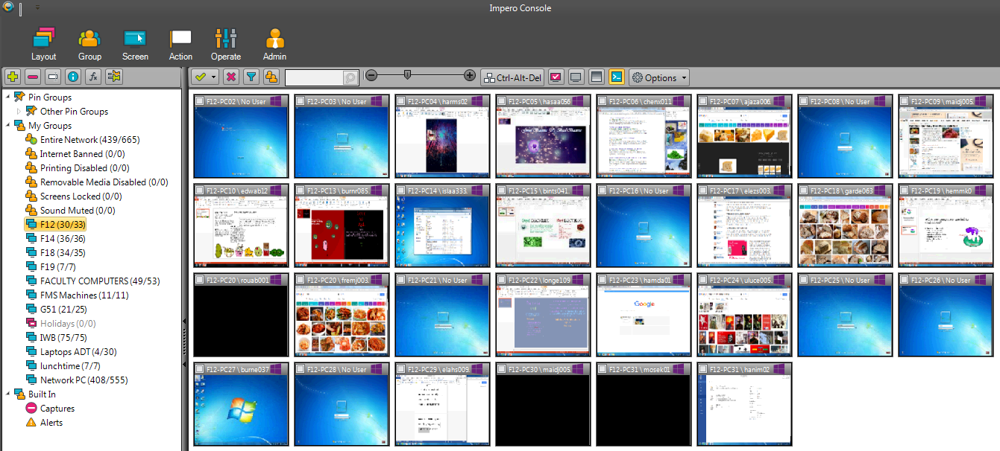 Impero Console
Layout Group Screen Action Operate Admin
Ctrl-Alt-Del Options
Pin Groups
Other Pin Groups
My Groups
Entire Network (439/665)
Internet Banned (0/0)
Printing Disabled (0/0)
Removable Media Disabled (0/0)
Screens Locked (0/0)
Sound Muted (0/0)
F12 (30/33)
F14 (36/36)
F18 (34/35)
F19 (7/7)
FACULTY COMPUTERS (49/53)
FMS Machines (11/11)
G51 (21/25)
Holidays (0/0)
IWB (75/75)
Laptops ADT (4/30)
lunchtime (7/7)
Network PC (408/555)
Built In
Captures
Alerts
F12-PC02 \ No User F12-PC03 \ No User F12-PC04 \ harms02 F12-PC05 \ hasaa056 F12-PC06 \ chenx011 F12-PC07 \ ajaza006. F12-PC08 \ No User F12-PC09 \ maidj005.
F12-PC10 \ edwab12 F12-PC13 \ burnr085. F12-PC14 \ islaa333. F12-PC15 \ bints041. F12-PC16 \ No User F12-PC17 \ elezs003. F12-PC18 \ garde063 F12-PC19 \ hemmk0
F12-PC20 \ rouab001 F12-PC20 \ fremj003. F12-PC21 \ No User F12-PC22 \ longe109 F12-PC23 \ hamda01 F12-PC24 \ uluce005. F12-PC25 \ No User F12-PC26 \ No User
Google
F12-PC27 \ burne037 F12-PC28 \ No User F12-PC29 \ elahs009. F12-PC30 \ maidj005. F12-PC31 \ mosek01 F12-PC31 \ hanim02